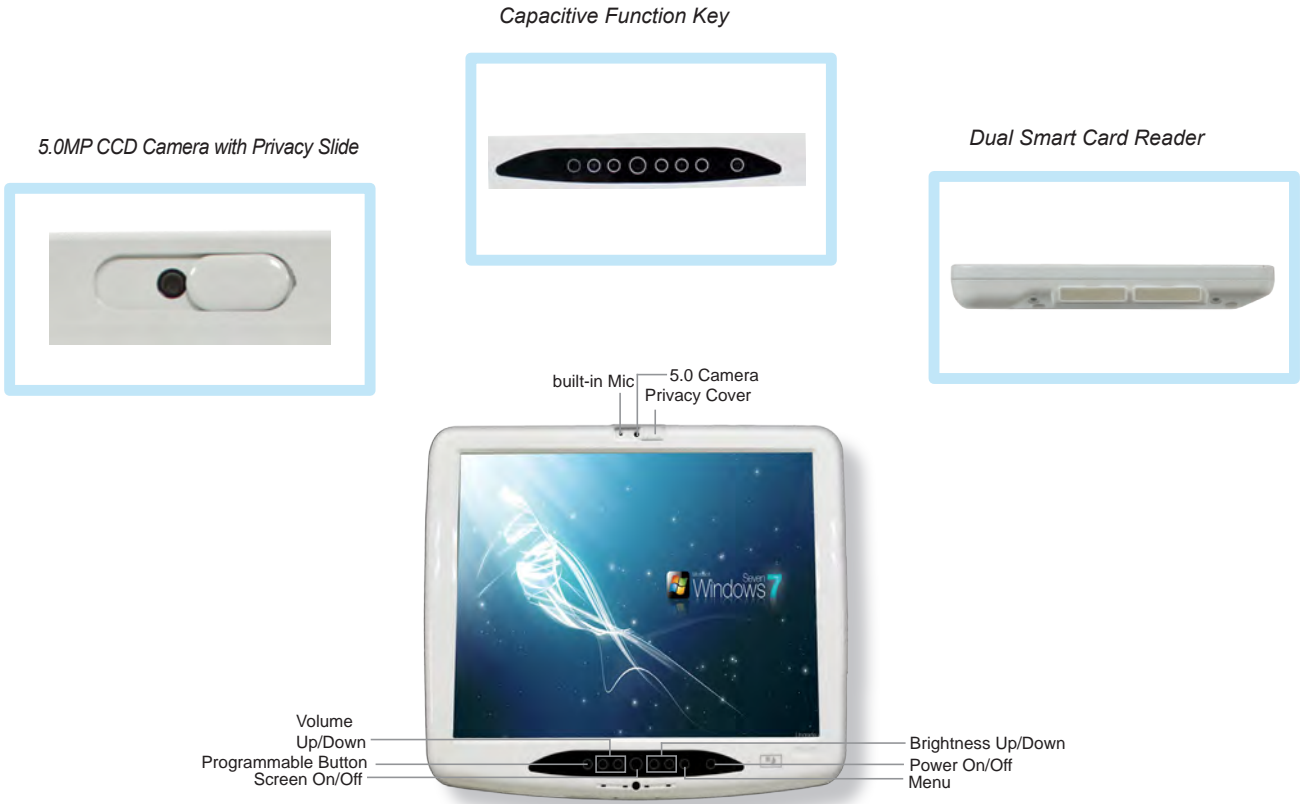 Capacitive Function Key
5.0MP CCD Camera with Privacy Slide
Dual Smart Card Reader
built-in Mic
5.0 Camera
Privacy Cover
Seven
Windows 7
Volume
Up/Down
Programmable Button
Screen On/Off
Brightness Up/Down
Power On/Off
Menu